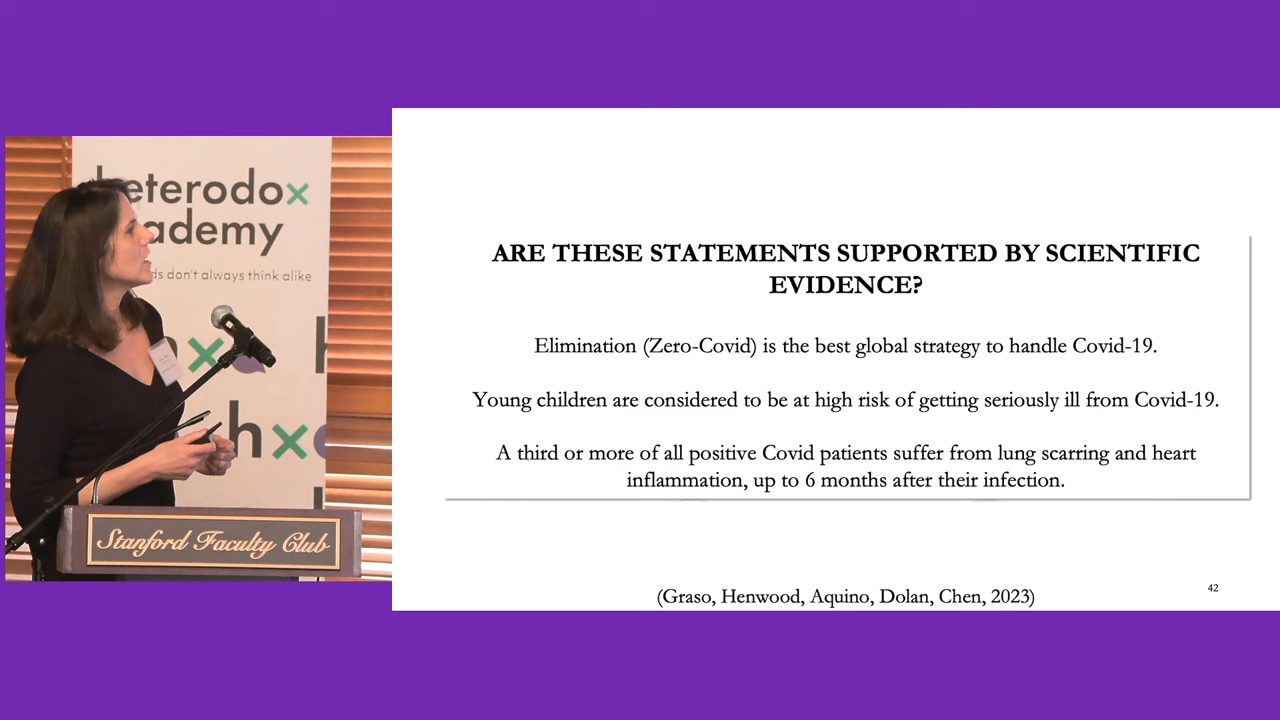 eterodox
ademy
ds don't always think alike
hx
Stanford Faculty Club
ARE THESE STATEMENTS SUPPORTED BY SCIENTIFIC
EVIDENCE?
Elimination (Zero-Covid) is the best global strategy to handle Covid-19.
Young children are considered to be at high risk of getting seriously ill from Covid-19.
A third or more of all positive Covid patients suffer from lung scarring and heart
inflammation, up to 6 months after their infection.
(Graso, Henwood, Aquino, Dolan, Chen, 2023)
42